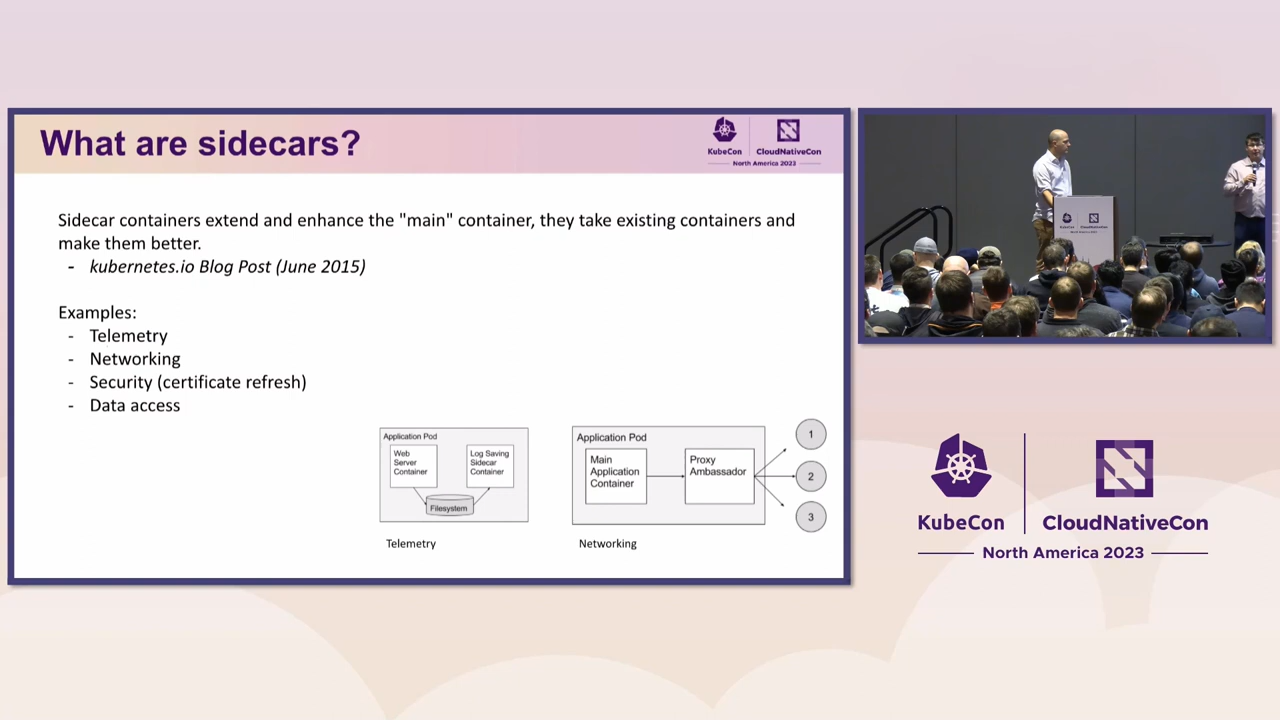 What are sidecars?
KubeCon
CloudNativeCon
North America 2023
Sidecar containers extend and enhance the "main" container, they take existing containers and
make them better.
- kubernetes.io Blog Post (June 2015)
Examples:
- Telemetry
- Networking
- Security (certificate refresh)
- Data access
Application Pod
Web
Server
Container
Log Saving
Sidecar
Container
Filesystem
Telemetry
Application Pod
Main
Application
Container
Proxy
Ambassador
1
2
3
Networking
KubeCon
CloudNativeCon
North America 2023